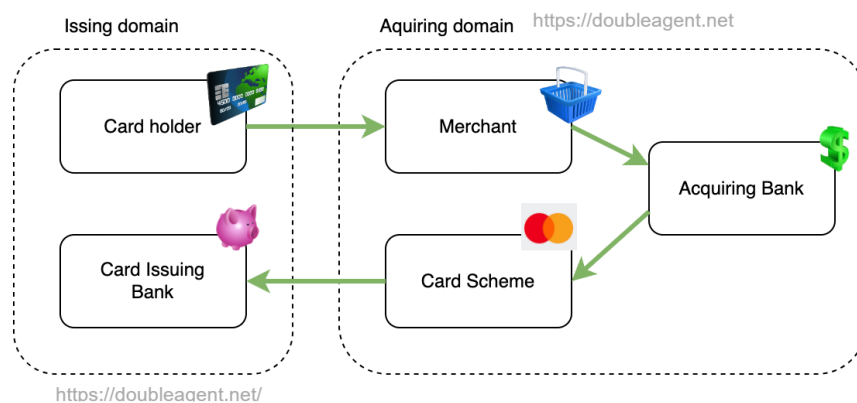 Issing domain
Aquiring domain
https://doubleagent.net
Card holder
Merchant
Acquiring Bank
Card Issuing
Bank
Card Scheme
https://doubleagent.net/